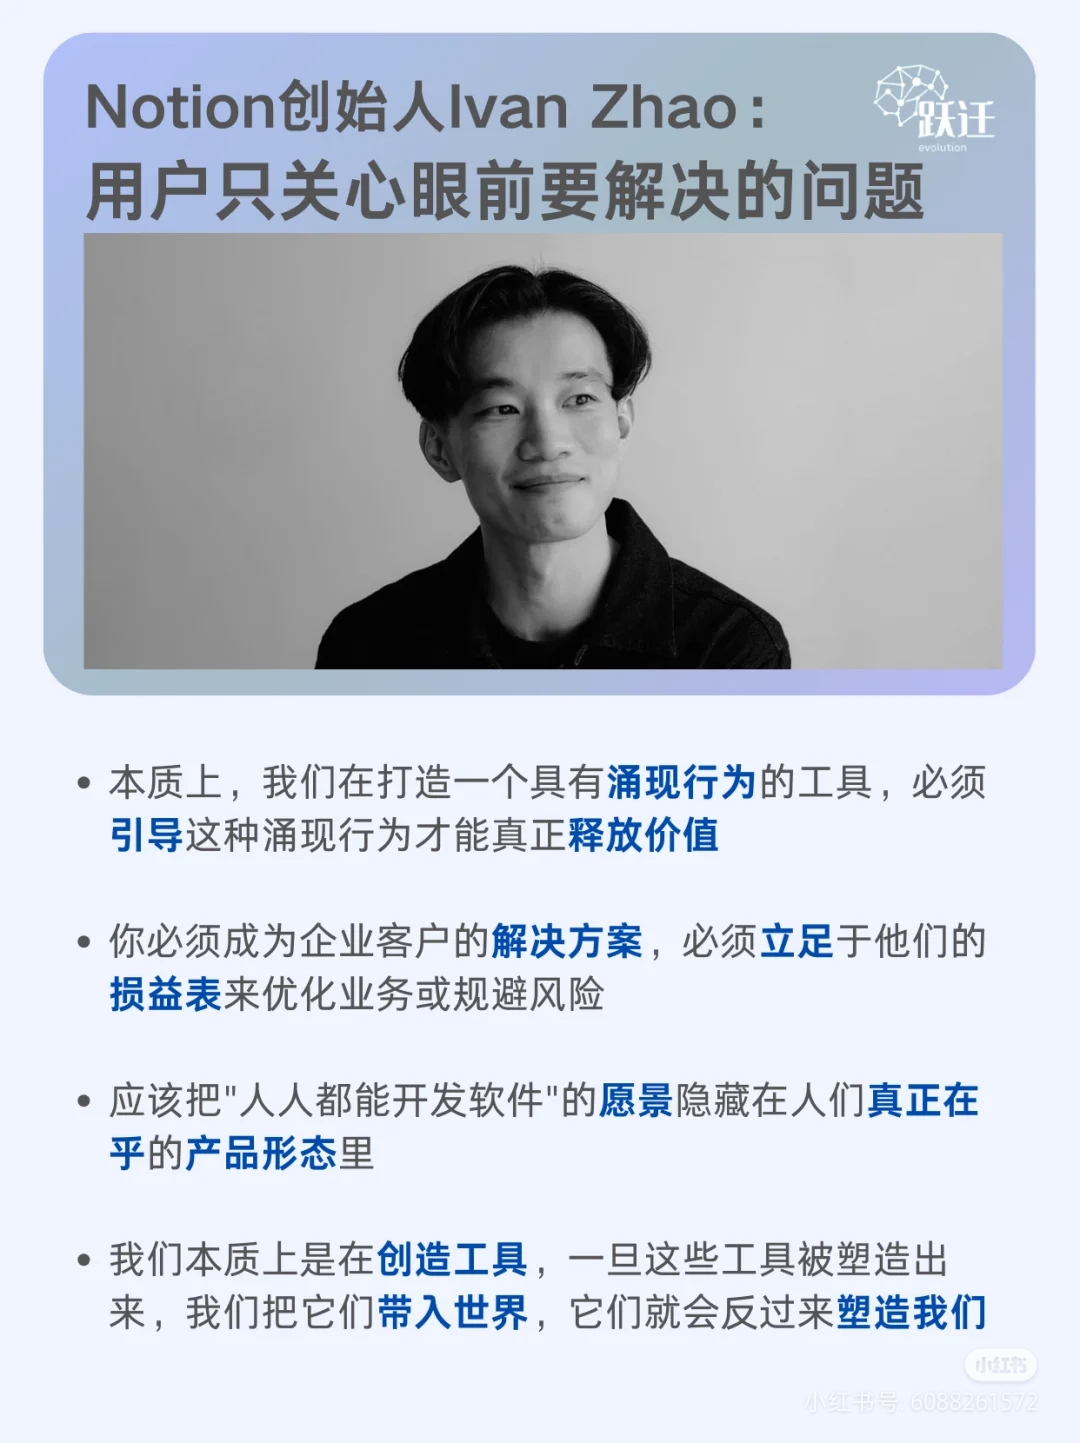 Notion创始人Ivan Zhao：
跃迁
evolution
用户只关心眼前要解决的问题
• 本质上，我们在打造一个具有涌现行为的工具，必须
引导这种涌现行为才能真正释放价值
• 你必须成为企业客户的解决方案，必须立足于他们的
损益表来优化业务或规避风险
• 应该把"人人都能开发软件"的愿景隐藏在人们真正在
乎的产品形态里
• 我们本质上是在创造工具，一旦这些工具被塑造出
来，我们把它们带入世界，它们就会反过来塑造我们
小红书
小红书号: 6088261572